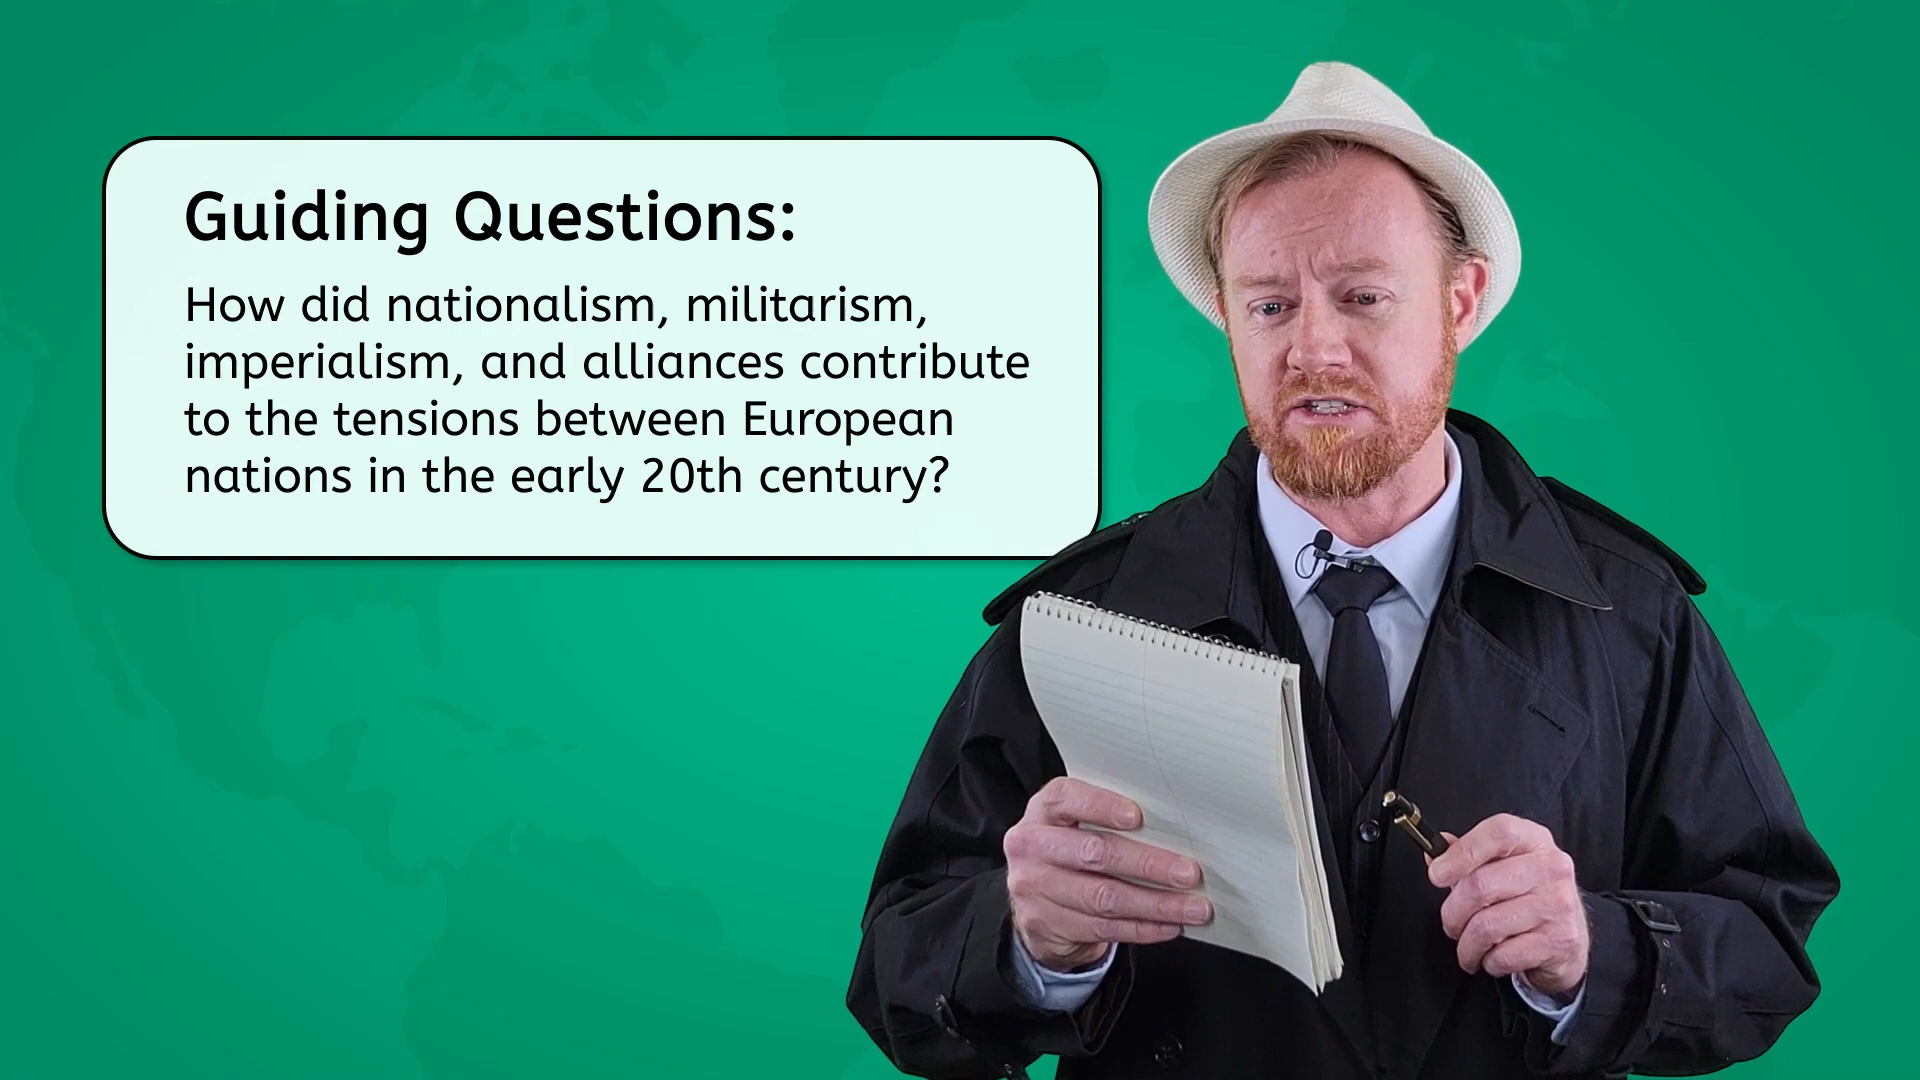 Guiding Questions:
How did nationalism, militarism,
imperialism, and alliances contribute
to the tensions between European
nations in the early 20th century?